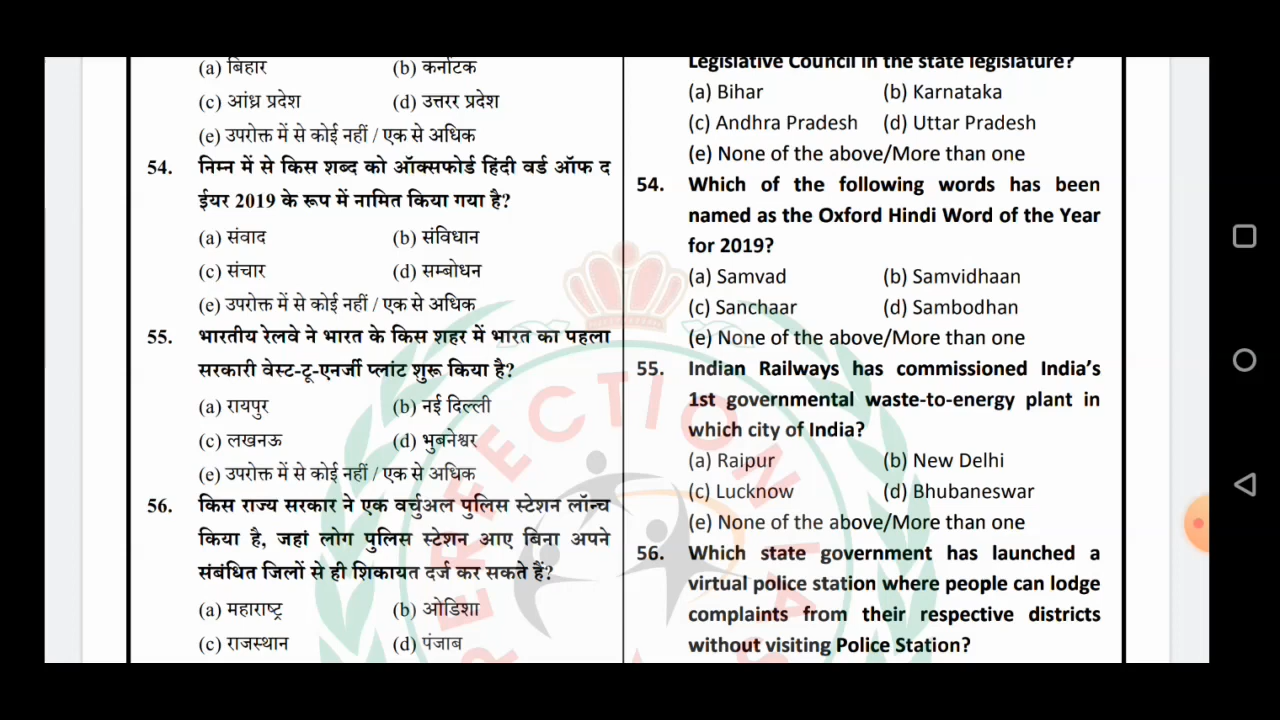 (a) बिहार (b) कर्नाटक
(c) आंध्र प्रदेश (d) उत्तरर प्रदेश
(e) उपरोक्त में से कोई नहीं / एक से अधिक
54. निम्न में से किस शब्द को ऑक्सफोर्ड हिंदी वर्ड ऑफ द
ईयर 2019 के रूप में नामित किया गया है?
(a) संवाद (b) संविधान
(c) संचार (d) सम्बोधन
(e) उपरोक्त में से कोई नहीं / एक से अधिक
55. भारतीय रेलवे ने भारत के किस शहर में भारत का पहला
सरकारी वेस्ट-टू-एनर्जी प्लांट शुरू किया है?
(a) रायपुर (b) नई दिल्ली
(c) लखनऊ (d) भुबनेश्वर
(e) उपरोक्त में से कोई नहीं / एक से अधिक
56. किस राज्य सरकार ने एक वर्चुअल पुलिस स्टेशन लॉन्च
किया है, जहां लोग पुलिस स्टेशन आए बिना अपने
संबंधित जिलों से ही शिकायत दर्ज कर सकते हैं?
(a) महाराष्ट्र (b) ओडिशा
(c) राजस्थान (d) पंजाब
Legislative Council in the state legislature?
(a) Bihar (b) Karnataka
(c) Andhra Pradesh (d) Uttar Pradesh
(e) None of the above/More than one
54. Which of the following words has been
named as the Oxford Hindi Word of the Year
for 2019?
(a) Samvad (b) Samvidhaan
(c) Sanchaar (d) Sambodhan
(e) None of the above/More than one
55. Indian Railways has commissioned India's
1st governmental waste-to-energy plant in
which city of India?
(a) Raipur (b) New Delhi
(c) Lucknow (d) Bhubaneswar
(e) None of the above/More than one
56. Which state government has launched a
virtual police station where people can lodge
complaints from their respective districts
without visiting Police Station?
PERFECTION IAS